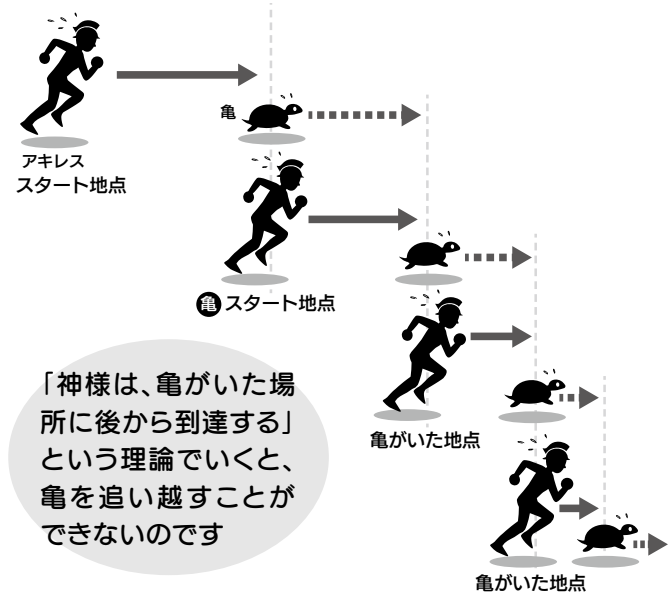 亀
アキレス
スタート地点
亀スタート地点
亀がいた地点
「神様は、亀がいた場
所に後から到達する」
という理論でいくと、
亀を追い越すことが
できないのです
亀がいた地点